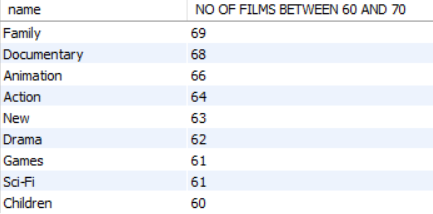 name NO OF FILMS BETWEEN 60 AND 70
Family 69
Documentary 68
Animation 66
Action 64
New 63
Drama 62
Games 61
Sci-Fi 61
Children 60